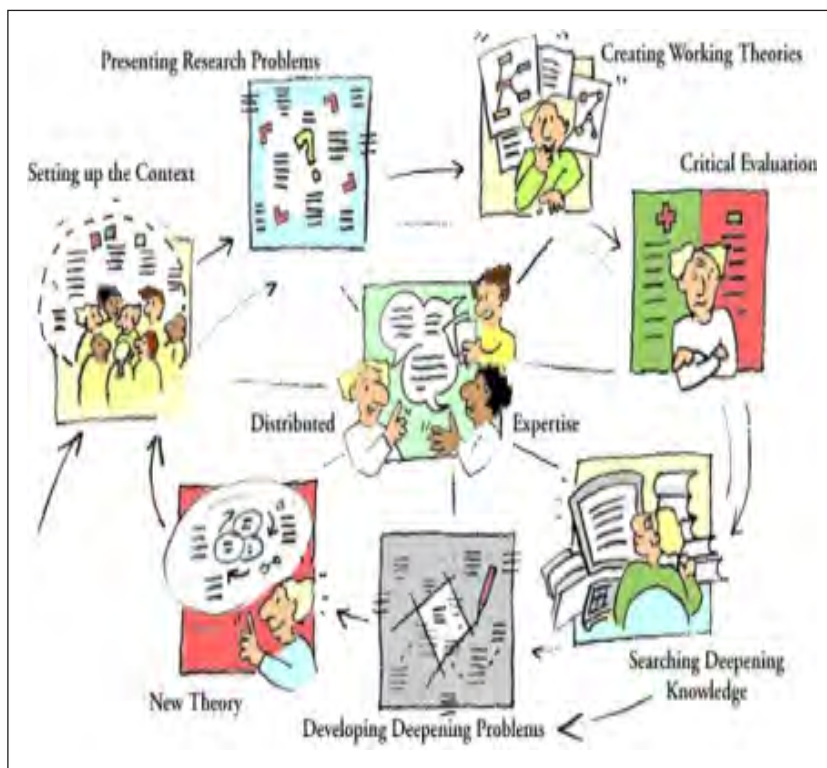 Presenting Research Problems
Creating Working Theories
Setting up the Context
Critical Evaluation
Distributed
Expertise
Searching Deepening
Knowledge
New Theory
Developing Deepening Problems